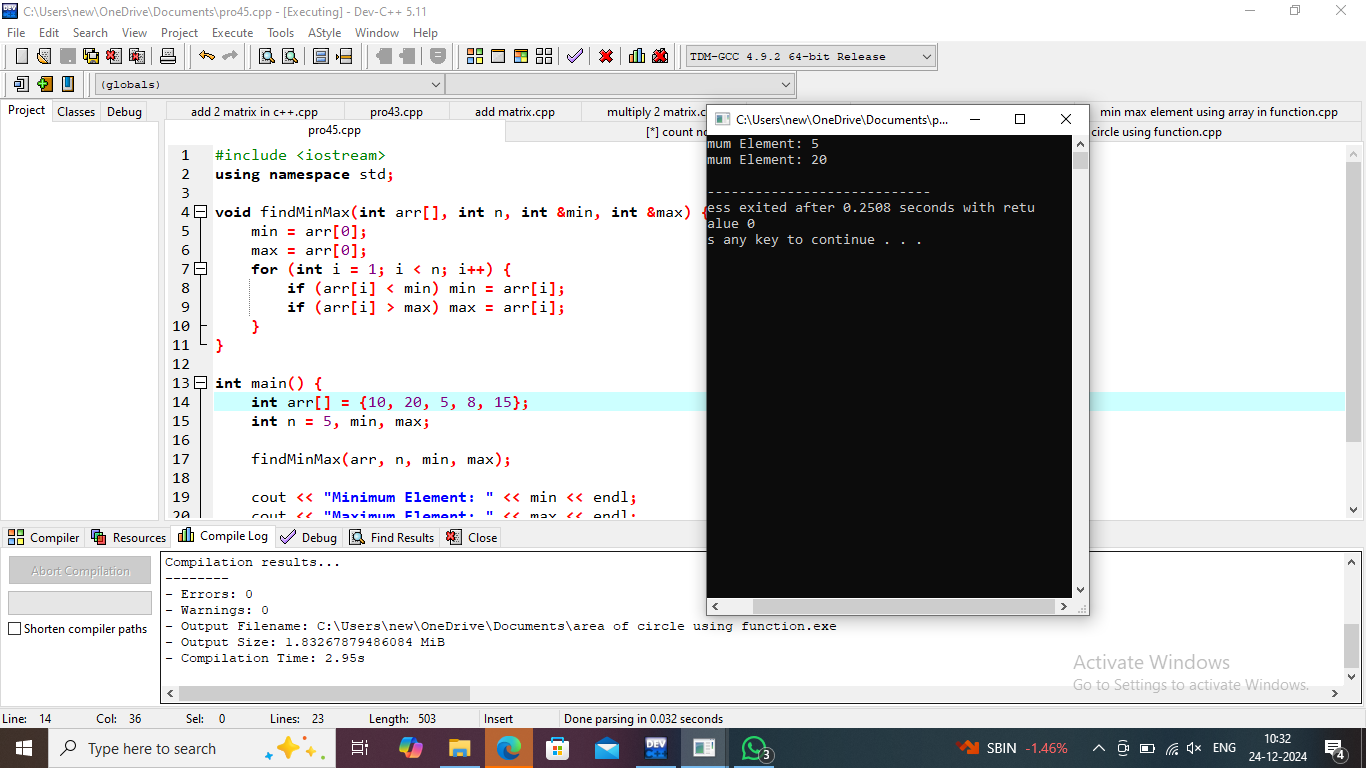 C:\Users\new\OneDrive\Documents\pro45.cpp - [Executing] - Dev-C++ 5.11
File Edit Search View Project Execute Tools AStyle Window Help
TDM-GCC 4.9.2 64-bit Release
(globals)
Project Classes Debug
add 2 matrix in c++.cpp pro43.cpp add matrix.cpp multiply 2 matrix.c min max element using array in function.cpp
pro45.cpp [*] count no circle using function.cpp
1 #include <iostream>
2 using namespace std;
3
4 void findMinMax(int arr[], int n, int &min, int &max) {
5 min = arr[0];
6 max = arr[0];
7 for (int i = 1; i < n; i++) {
8 if (arr[i] < min) min = arr[i];
9 if (arr[i] > max) max = arr[i];
10 }
11 }
12
13 int main() {
14 int arr[] = {10, 20, 5, 8, 15};
15 int n = 5, min, max;
16
17 findMinMax(arr, n, min, max);
18
19 cout << "Minimum Element: " << min << endl;
20 cout << "Maximum Element: " << max << endl;
C:\Users\new\OneDrive\Documents\p...
mum Element: 5
mum Element: 20
----------------------------
ess exited after 0.2508 seconds with retu
alue 0
s any key to continue . . .
Compiler Resources Compile Log Debug Find Results Close
Abort Compilation
Shorten compiler paths
Compilation results...
--------
- Errors: 0
- Warnings: 0
- Output Filename: C:\Users\new\OneDrive\Documents\area of circle using function.exe
- Output Size: 1.83267879486084 MiB
- Compilation Time: 2.95s
Activate Windows
Go to Settings to activate Windows.
Line: 14 Col: 36 Sel: 0 Lines: 23 Length: 503 Insert Done parsing in 0.032 seconds
Type here to search
DEV
3
SBIN -1.46%
ENG
10:32
24-12-2024
4